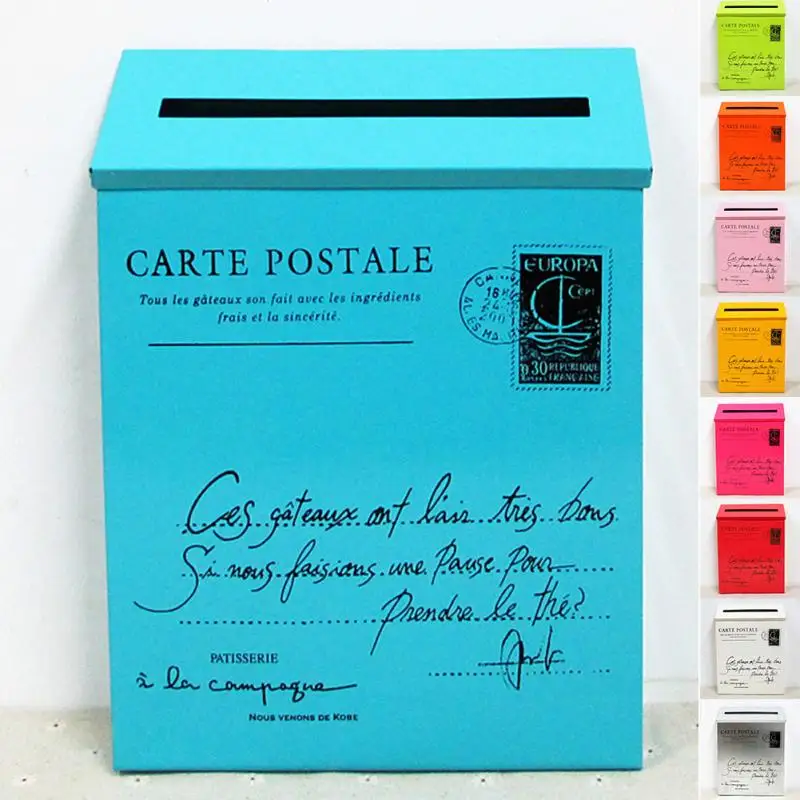 CARTE POSTALE
Tous les gâteaux son fait avec les ingrédients
frais et la sincérité.
EUROPA
CEPT
0,30 REPUBLIQUE
FRANÇAISE
Ces gâteaux ont l'air très bons
Si nous faisions une Pause Pour
Prendre le thé?
PATISSERIE
à la campagne
NOUS VENONS DE KOBE